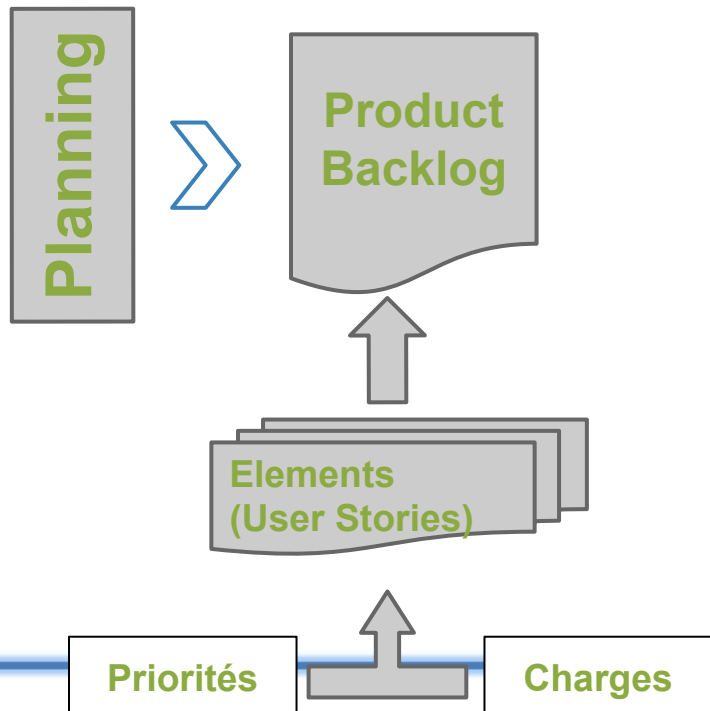 Planning
Product
Backlog
Elements
(User Stories)
Priorités
Charges